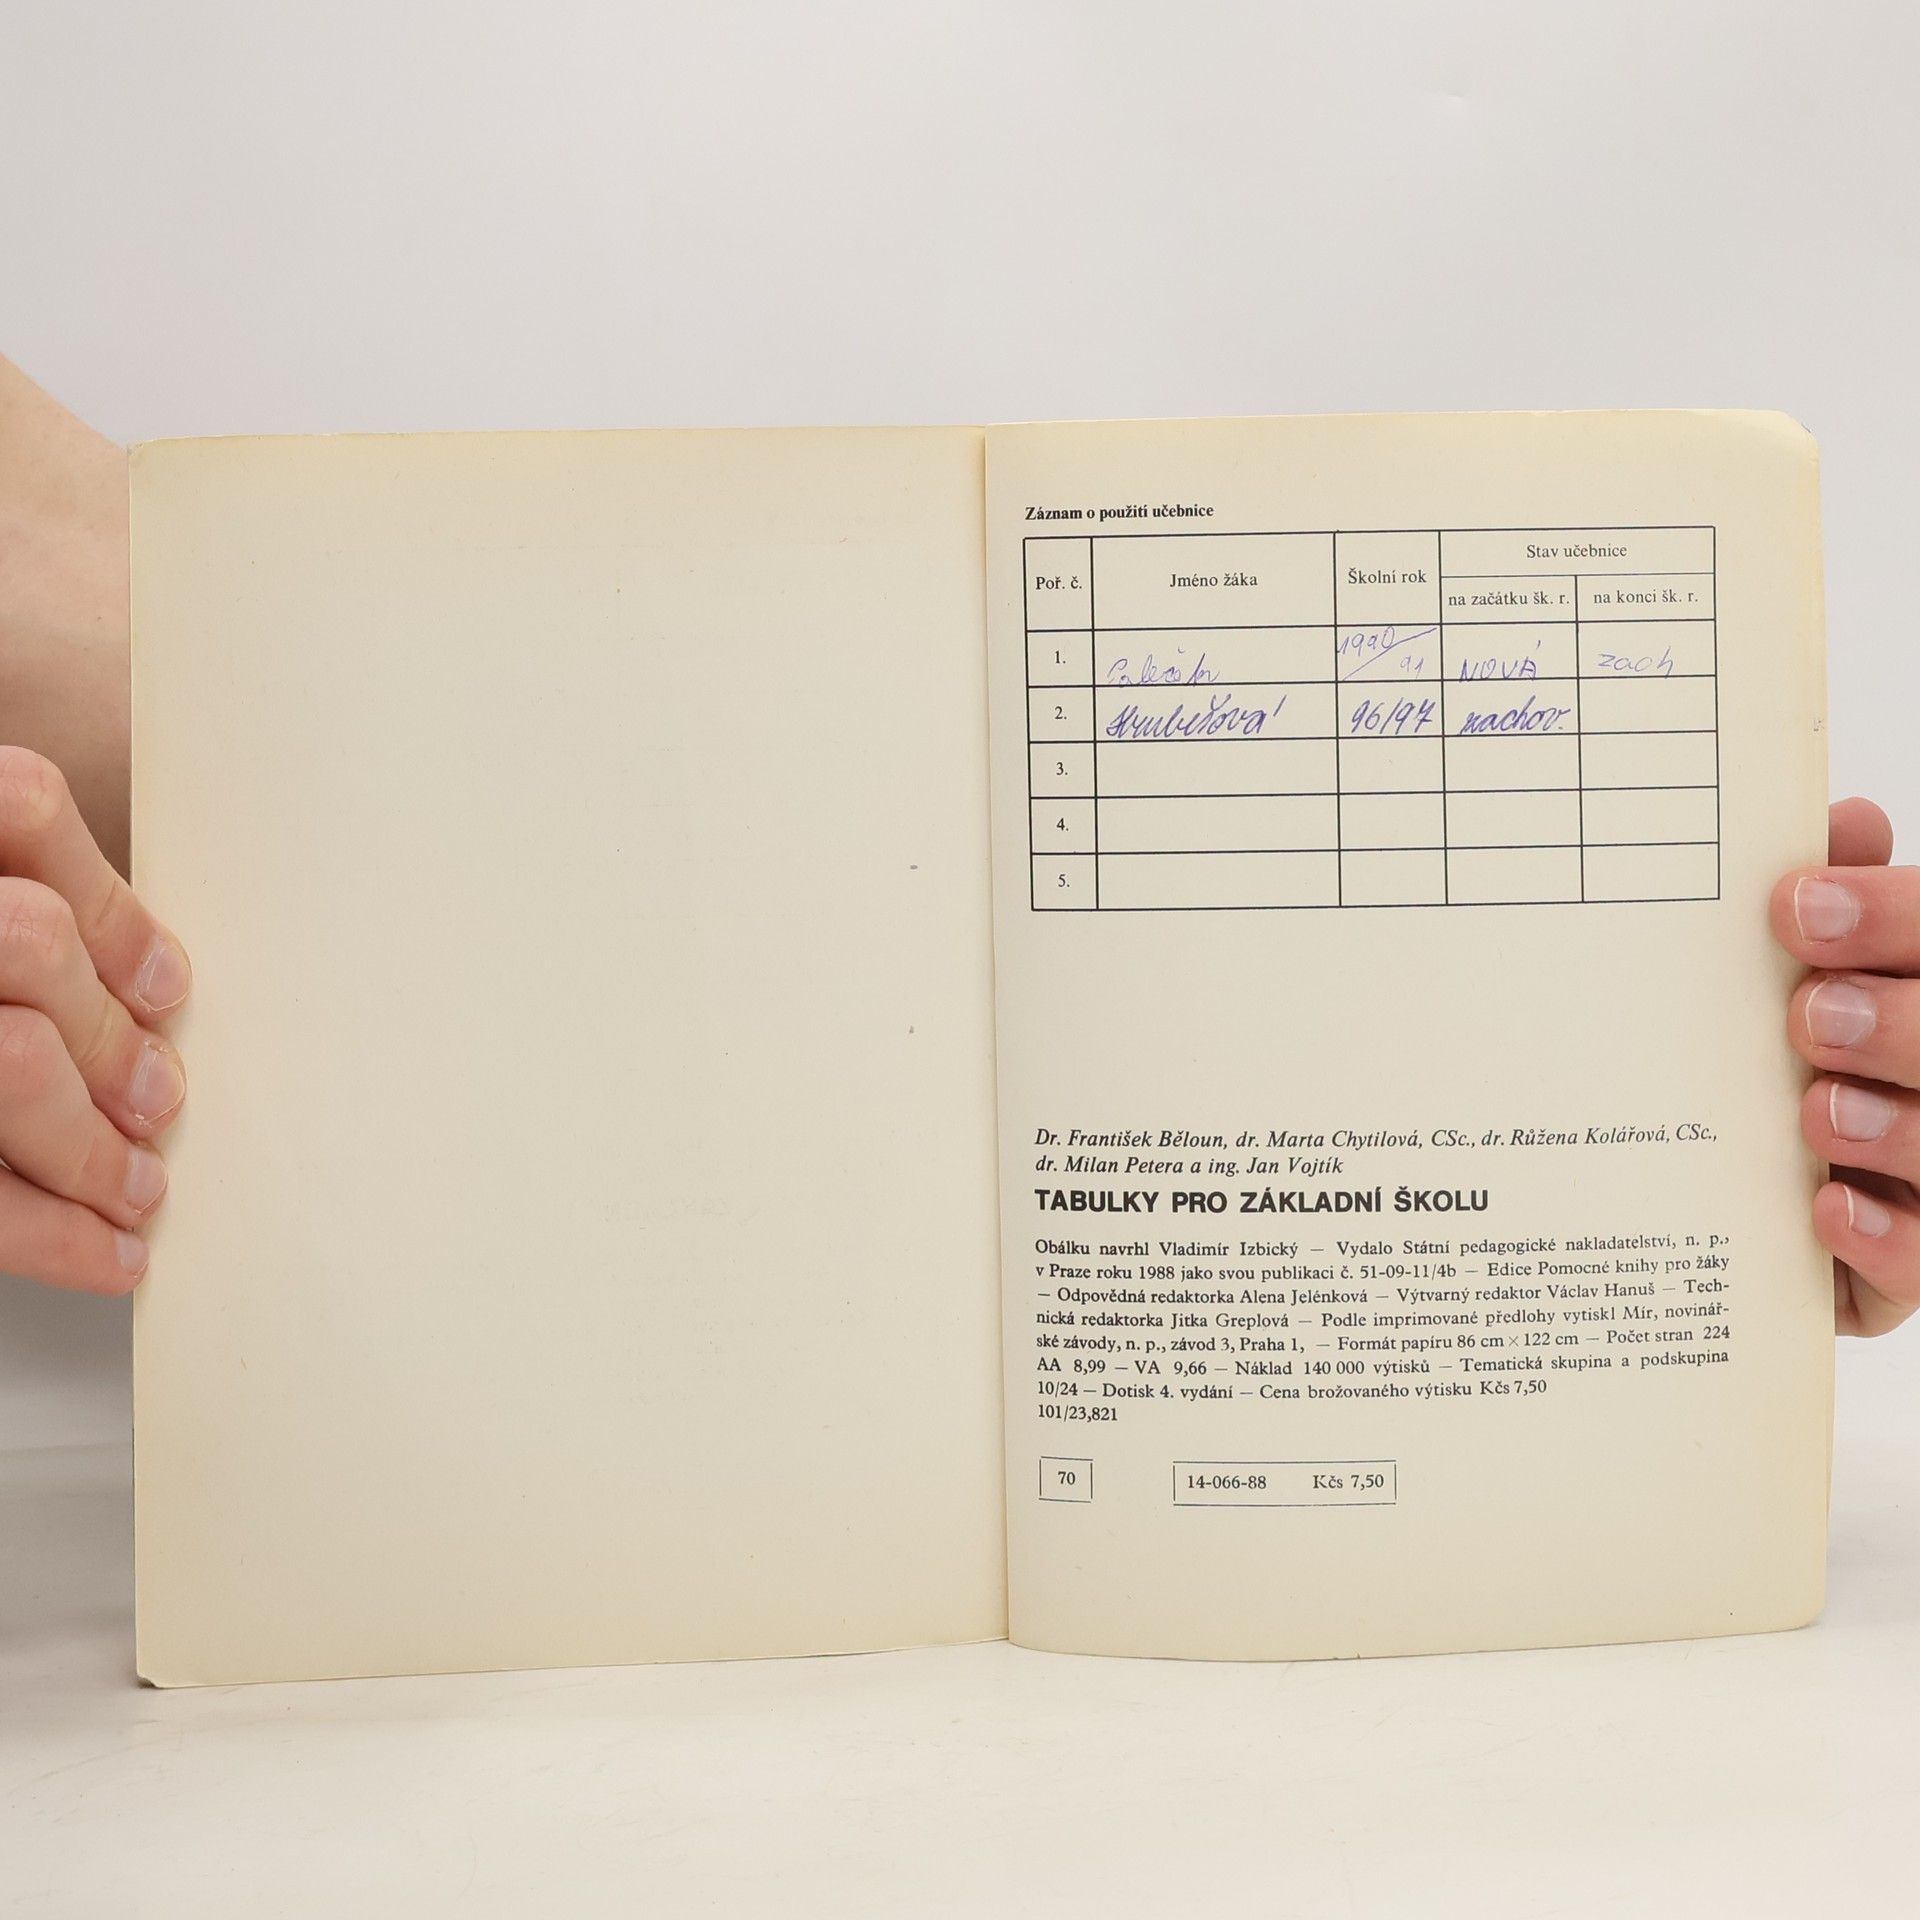 Záznam o použití učebnice
Poř. č. Jméno žáka Školní rok Stav učebnice
na začátku šk. r. na konci šk. r.
1. 1990/91 NOVÁ zach
2. Hrubešová 96/97 zachov.
3.
4.
5.
Dr. František Běloun, dr. Marta Chytilová, CSc., dr. Růžena Kolářová, CSc.,
dr. Milan Petera a ing. Jan Vojtík
TABULKY PRO ZÁKLADNÍ ŠKOLU
Obálku navrhl Vladimír Izbický — Vydalo Státní pedagogické nakladatelství, n. p.,
v Praze roku 1988 jako svou publikaci č. 51-09-11/4b — Edice Pomocné knihy pro žáky
— Odpovědná redaktorka Alena Jelénková — Výtvarný redaktor Václav Hanuš — Tech-
nická redaktorka Jitka Greplová — Podle imprimované předlohy vytiskl Mír, novinář-
ské závody, n. p., závod 3, Praha 1, — Formát papíru 86 cm × 122 cm — Počet stran 224
AA 8,99 — VA 9,66 — Náklad 140 000 výtisků — Tematická skupina a podskupina
10/24 — Dotisk 4. vydání — Cena brožovaného výtisku Kčs 7,50
101/23,821
70 14-066-88 Kčs 7,50